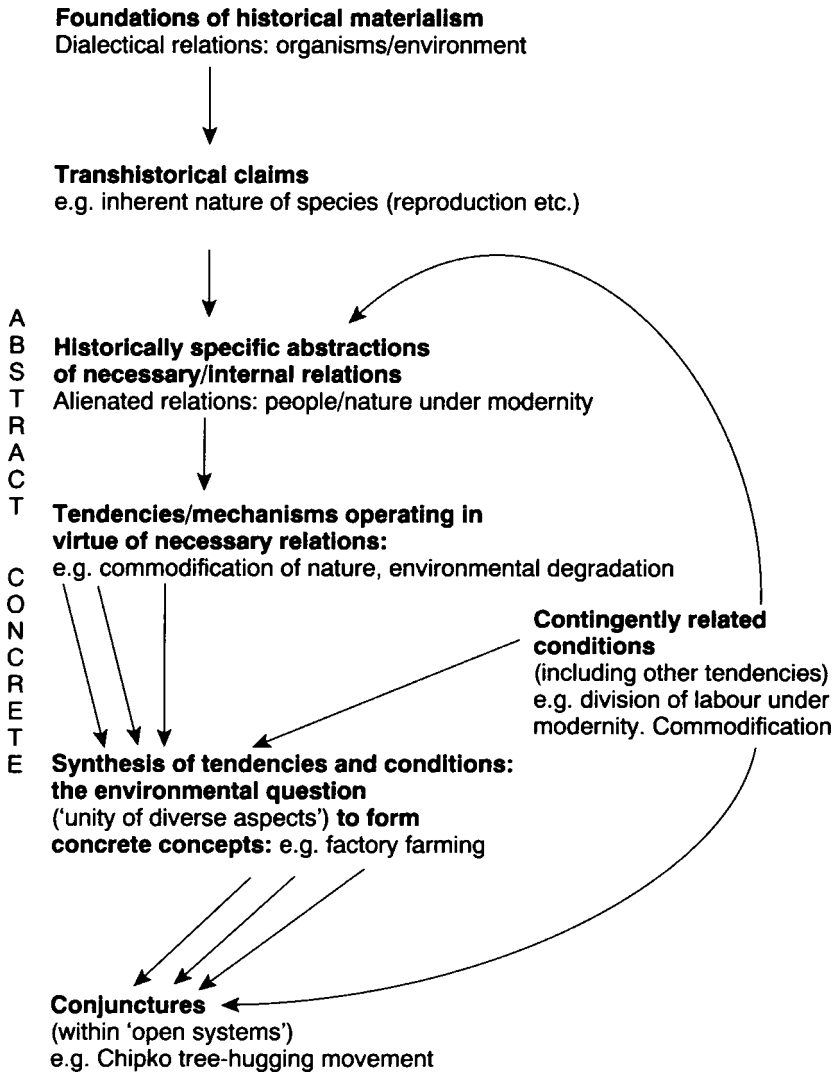 Foundations of historical materialism
Dialectical relations: organisms/environment
Transhistorical claims
e.g. inherent nature of species (reproduction etc.)
ABSTRACT CONCRETE
Historically specific abstractions
of necessary/internal relations
Alienated relations: people/nature under modernity
Tendencies/mechanisms operating in
virtue of necessary relations:
e.g. commodification of nature, environmental degradation
Contingently related
conditions
(including other tendencies)
e.g. division of labour under
modernity. Commodification
Synthesis of tendencies and conditions:
the environmental question
(‘unity of diverse aspects’) to form
concrete concepts: e.g. factory farming
Conjunctures
(within ‘open systems’)
e.g. Chipko tree-hugging movement